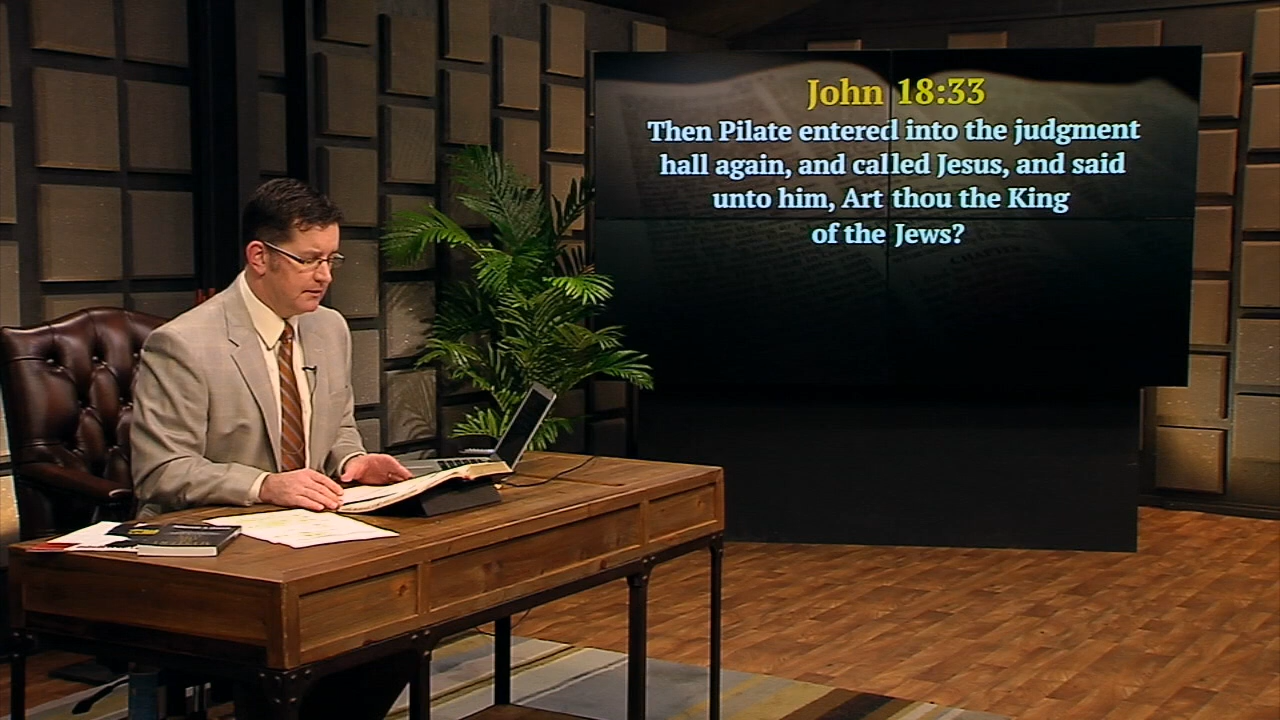 John 18:33
Then Pilate entered into the judgment
hall again, and called Jesus, and said
unto him, Art thou the King
of the Jews?